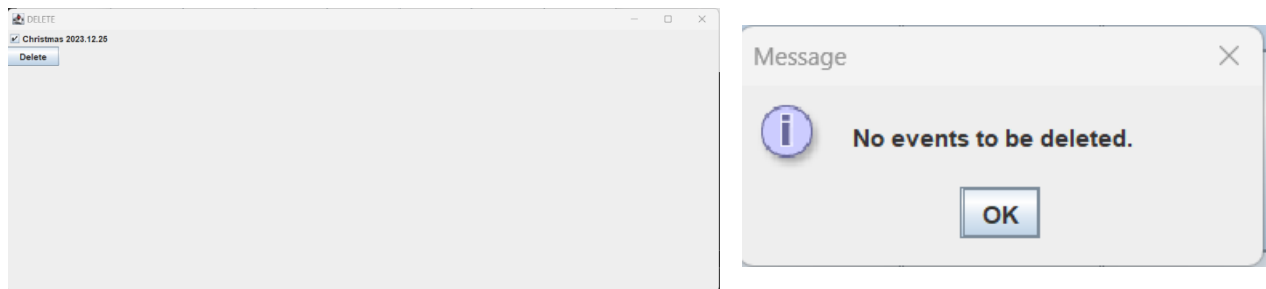 DELETE
Christmas 2023.12.25
Delete
Message
No events to be deleted.
OK